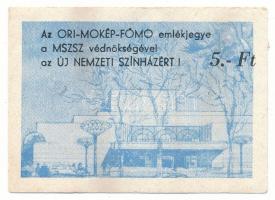 Az ORI-MOKÉP-FŐMO emlékjegye
a MSZSZ védnökségével
az ÚJ NEMZETI SZÍNHÁZÉRT! 5.- Ft